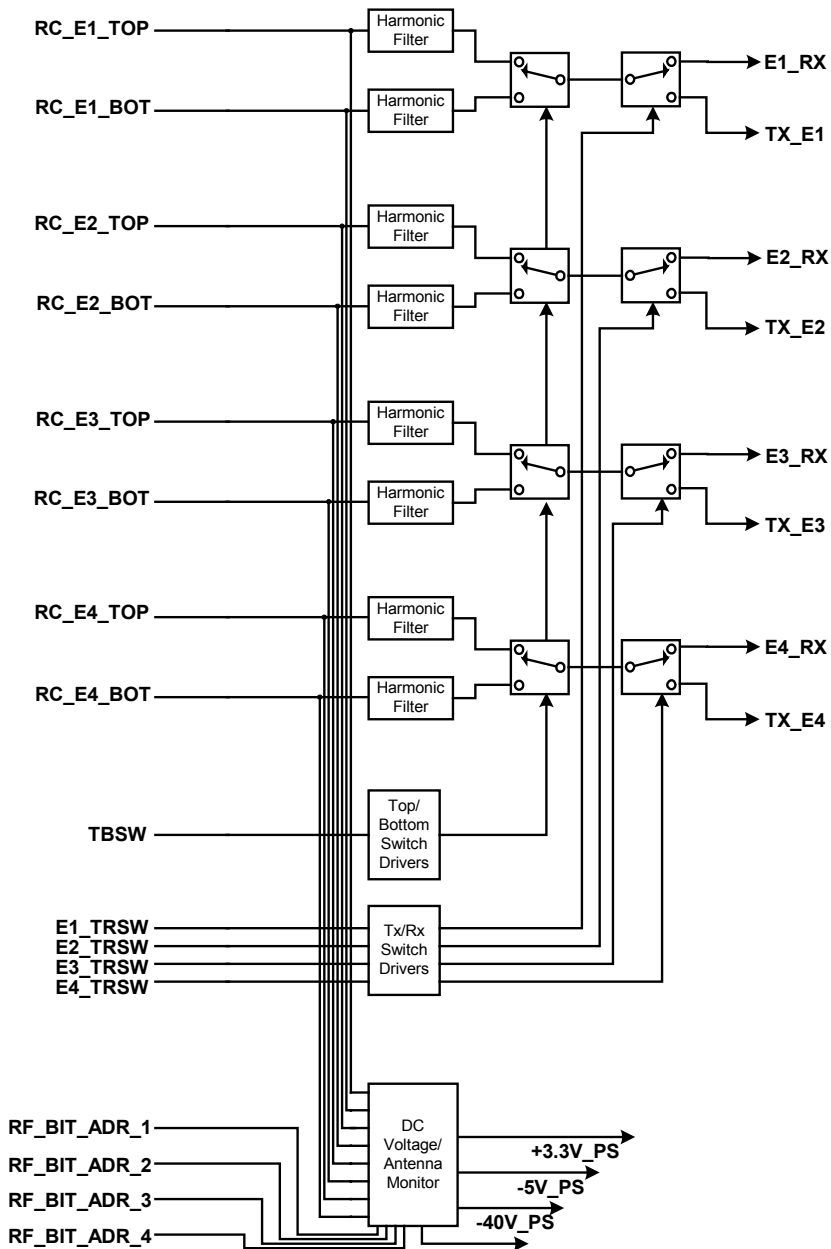 RC_E1_TOP
Harmonic
Filter
E1_RX
RC_E1_BOT
Harmonic
Filter
TX_E1
RC_E2_TOP
Harmonic
Filter
E2_RX
RC_E2_BOT
Harmonic
Filter
TX_E2
RC_E3_TOP
Harmonic
Filter
E3_RX
RC_E3_BOT
Harmonic
Filter
TX_E3
RC_E4_TOP
Harmonic
Filter
E4_RX
RC_E4_BOT
Harmonic
Filter
TX_E4
TBSW
Top/
Bottom
Switch
Drivers
E1_TRSW
E2_TRSW
E3_TRSW
E4_TRSW
Tx/Rx
Switch
Drivers
RF_BIT_ADR_1
RF_BIT_ADR_2
RF_BIT_ADR_3
RF_BIT_ADR_4
DC
Voltage/
Antenna
Monitor
+3.3V_PS
-5V_PS
-40V_PS